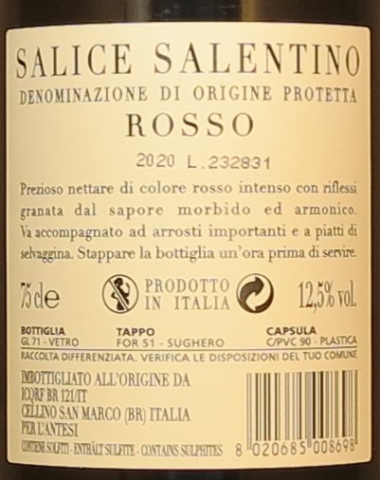 SALICE SALENTINO
DENOMINAZIONE DI ORIGINE PROTETTA
ROSSO
2020 L.232831
Prezioso nettare di colore rosso intenso con riflessi
granata dal sapore morbido ed armonico.
Va accompagnato ad arrosti importanti e a piatti di
selvaggina. Stappare la bottiglia un'ora prima di servire.
75 cl e PRODOTTO IN ITALIA 12,5% vol.
BOTTIGLIA TAPPO CAPSULA
GL 71 - VETRO FOR 51 - SUGHERO C/PVC 90 - PLASTICA
RACCOLTA DIFFERENZIATA. VERIFICA LE DISPOSIZIONI DEL TUO COMUNE
IMBOTTIGLIATO ALL'ORIGINE DA
ICQRF BR 121/IT
CELLINO SAN MARCO (BR) ITALIA
PER L'ANTESI
CONTIENE SOLFITI - ENTHÄLT SULFITE - CONTAINS SULPHITES
8 020685 008698